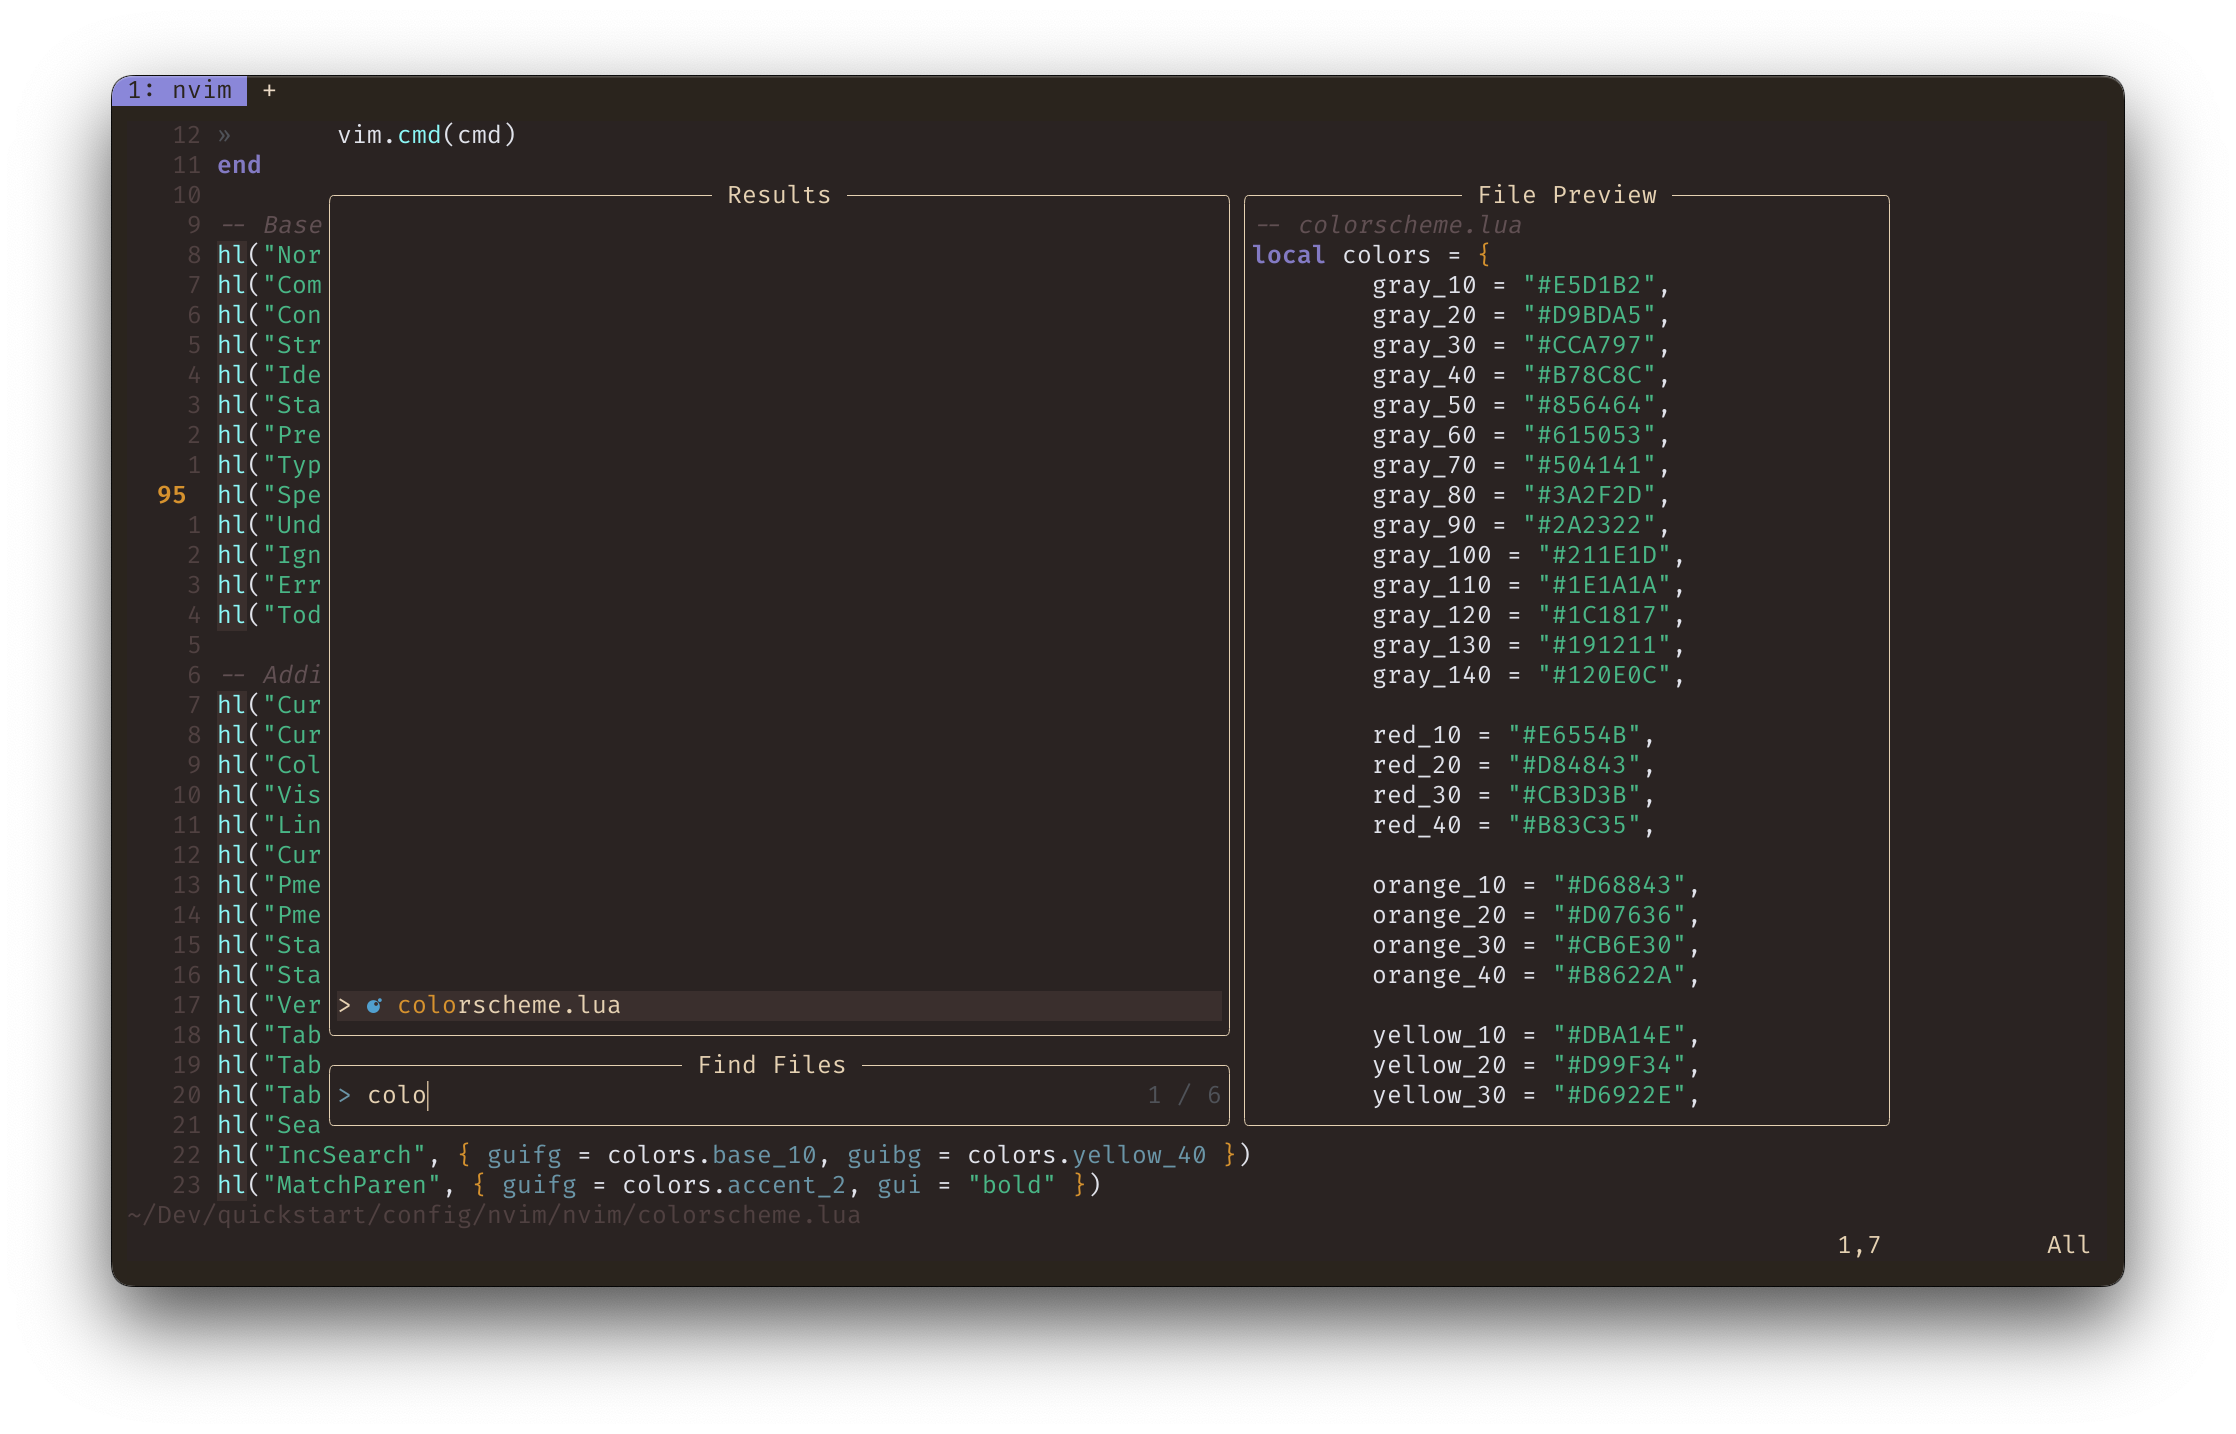 1: nvim +
12 » vim.cmd(cmd)
11 end
10
9 -- Base
8 hl("Nor
7 hl("Com
6 hl("Con
5 hl("Str
4 hl("Ide
3 hl("Sta
2 hl("Pre
1 hl("Typ
95 hl("Spe
1 hl("Und
2 hl("Ign
3 hl("Err
4 hl("Tod
5
6 -- Addi
7 hl("Cur
8 hl("Cur
9 hl("Col
10 hl("Vis
11 hl("Lin
12 hl("Cur
13 hl("Pme
14 hl("Pme
15 hl("Sta
16 hl("Sta
17 hl("Ver
18 hl("Tab
19 hl("Tab
20 hl("Tab
21 hl("Sea
22 hl("IncSearch", { guifg = colors.base_10, guibg = colors.yellow_40 })
23 hl("MatchParen", { guifg = colors.accent_2, gui = "bold" })
Results
> colorscheme.lua
Find Files
> colo 1 / 6
File Preview
-- colorscheme.lua
local colors = {
gray_10 = "#E5D1B2",
gray_20 = "#D9BDA5",
gray_30 = "#CCA797",
gray_40 = "#B78C8C",
gray_50 = "#856464",
gray_60 = "#615053",
gray_70 = "#504141",
gray_80 = "#3A2F2D",
gray_90 = "#2A2322",
gray_100 = "#211E1D",
gray_110 = "#1E1A1A",
gray_120 = "#1C1817",
gray_130 = "#191211",
gray_140 = "#120E0C",
red_10 = "#E6554B",
red_20 = "#D84843",
red_30 = "#CB3D3B",
red_40 = "#B83C35",
orange_10 = "#D68843",
orange_20 = "#D07636",
orange_30 = "#CB6E30",
orange_40 = "#B8622A",
yellow_10 = "#DBA14E",
yellow_20 = "#D99F34",
yellow_30 = "#D6922E",
~/Dev/quickstart/config/nvim/nvim/colorscheme.lua
1,7 All